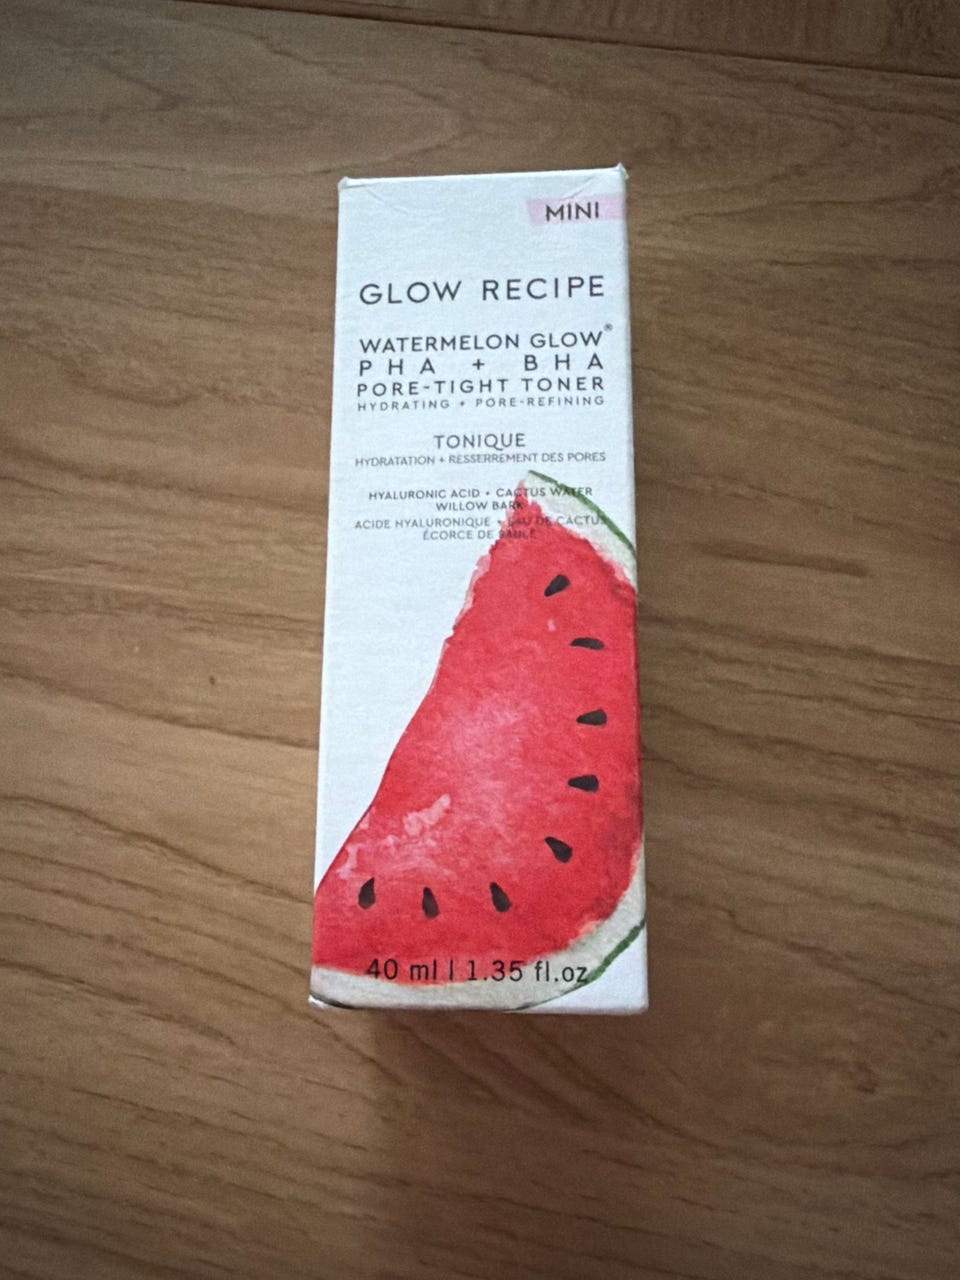 MINI
GLOW RECIPE
WATERMELON GLOW®
PHA + BHA
PORE-TIGHT TONER
HYDRATING + PORE-REFINING
TONIQUE
HYDRATATION + RESSERREMENT DES PORES
HYALURONIC ACID + CACTUS WATER
WILLOW BARK
ACIDE HYALURONIQUE + EAU DE CACTUS
ÉCORCE DE SAULE
40 ml | 1.35 fl.oz